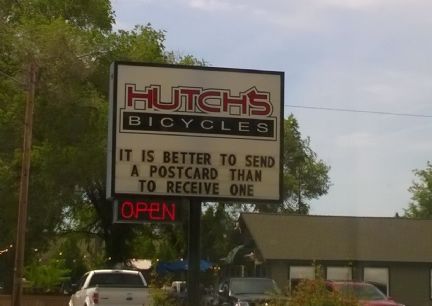 HUTCH'S
BICYCLES
IT IS BETTER TO SEND
A POSTCARD THAN
TO RECEIVE ONE
OPEN